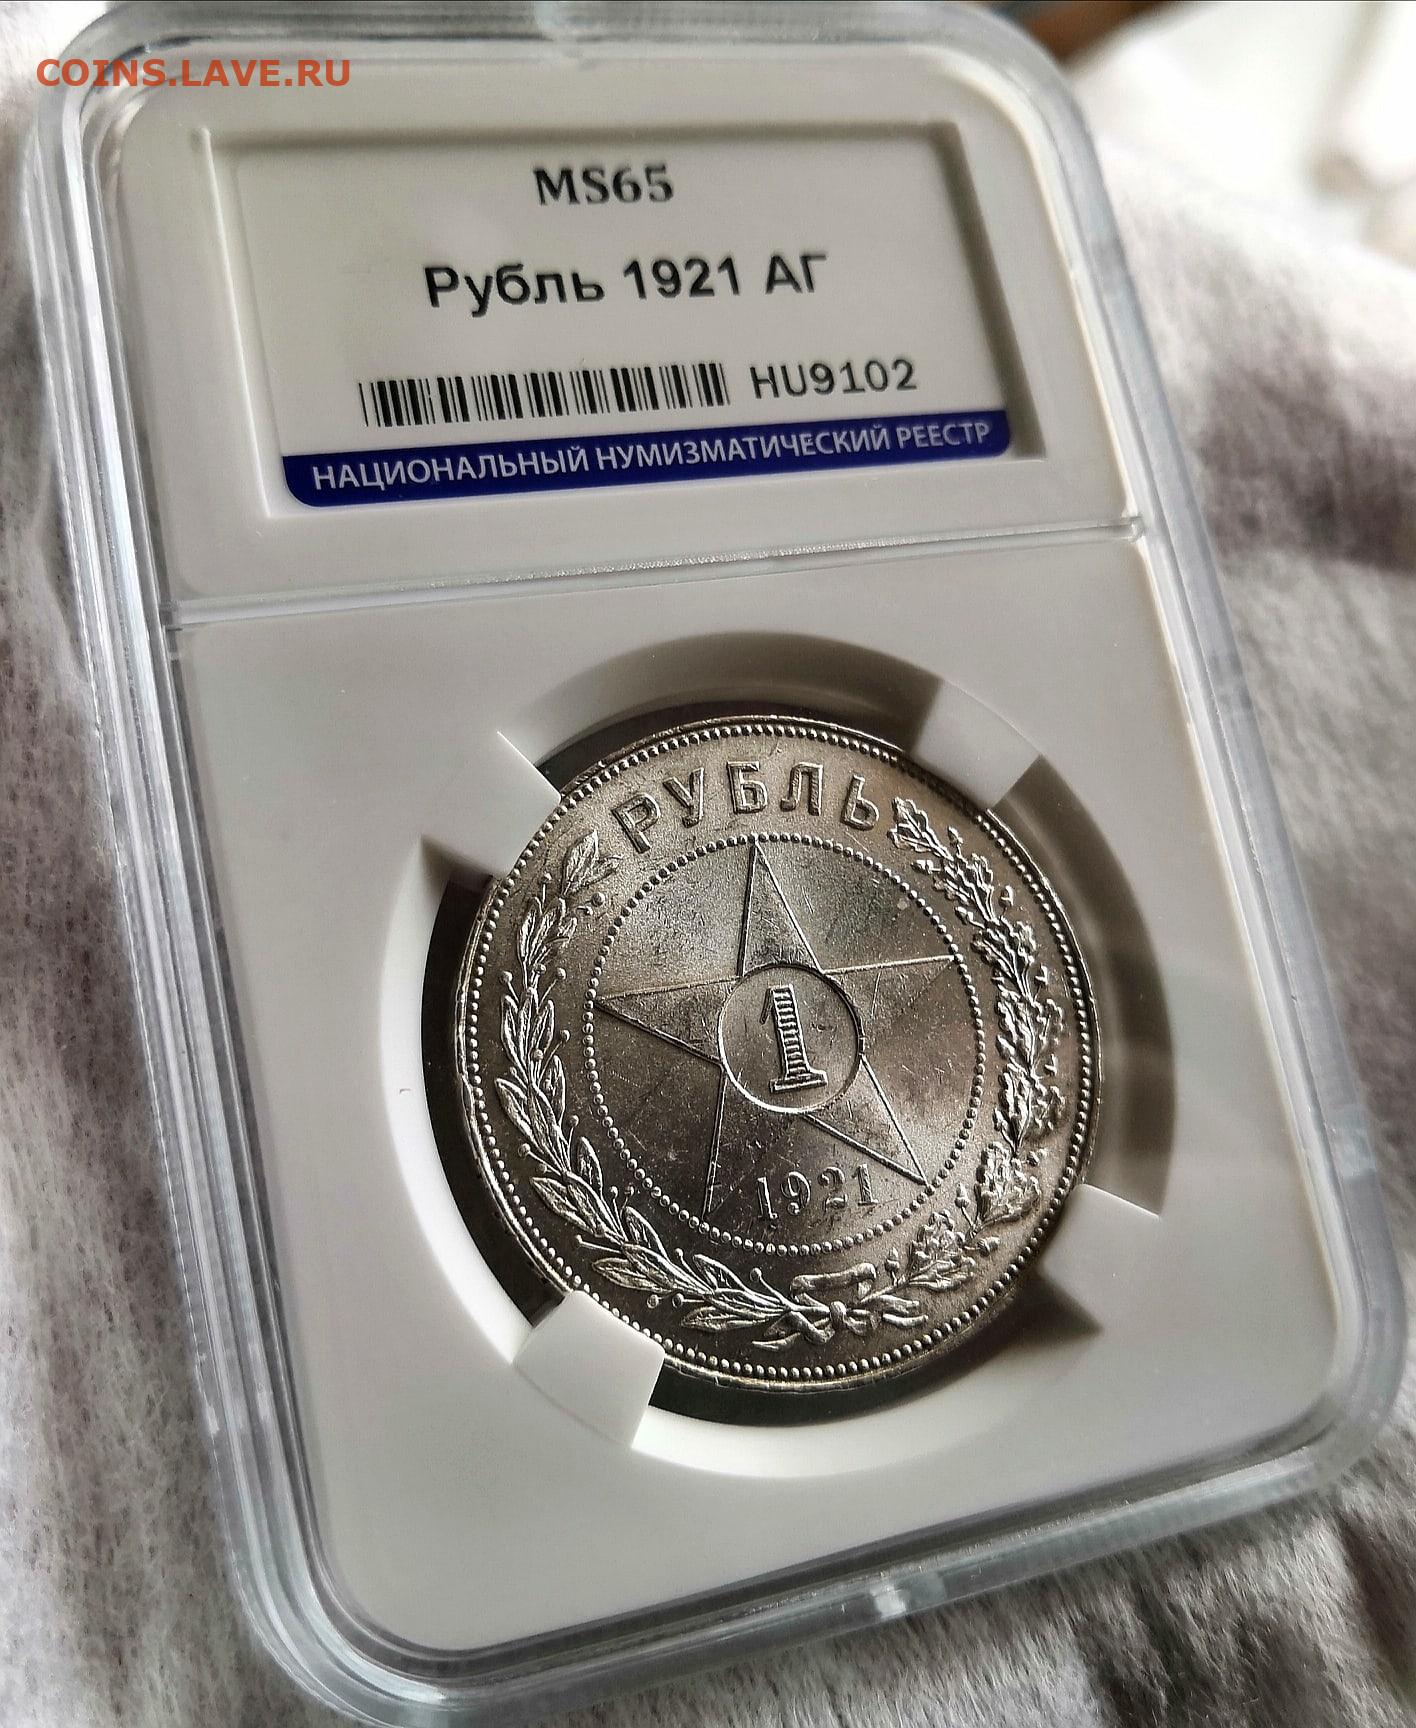 COINS.LAVE.RU
MS65
Рубль 1921 АГ
HU9102
НАЦИОНАЛЬНЫЙ НУМИЗМАТИЧЕСКИЙ РЕЕСТР
РУБЛЬ
1
1921